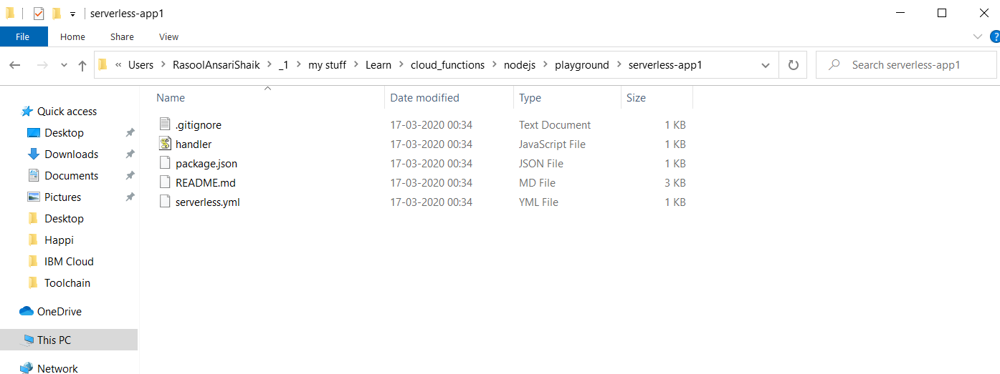 serverless-app1
File Home Share View
« Users > RasoolAnsariShaik > _1 > my stuff > Learn > cloud_functions > nodejs > playground > serverless-app1
Search serverless-app1
Quick access
Desktop
Downloads
Documents
Pictures
Desktop
Happi
IBM Cloud
Toolchain
OneDrive
This PC
Network
Name Date modified Type Size
.gitignore 17-03-2020 00:34 Text Document 1 KB
handler 17-03-2020 00:34 JavaScript File 1 KB
package.json 17-03-2020 00:34 JSON File 1 KB
README.md 17-03-2020 00:34 MD File 3 KB
serverless.yml 17-03-2020 00:34 YML File 1 KB